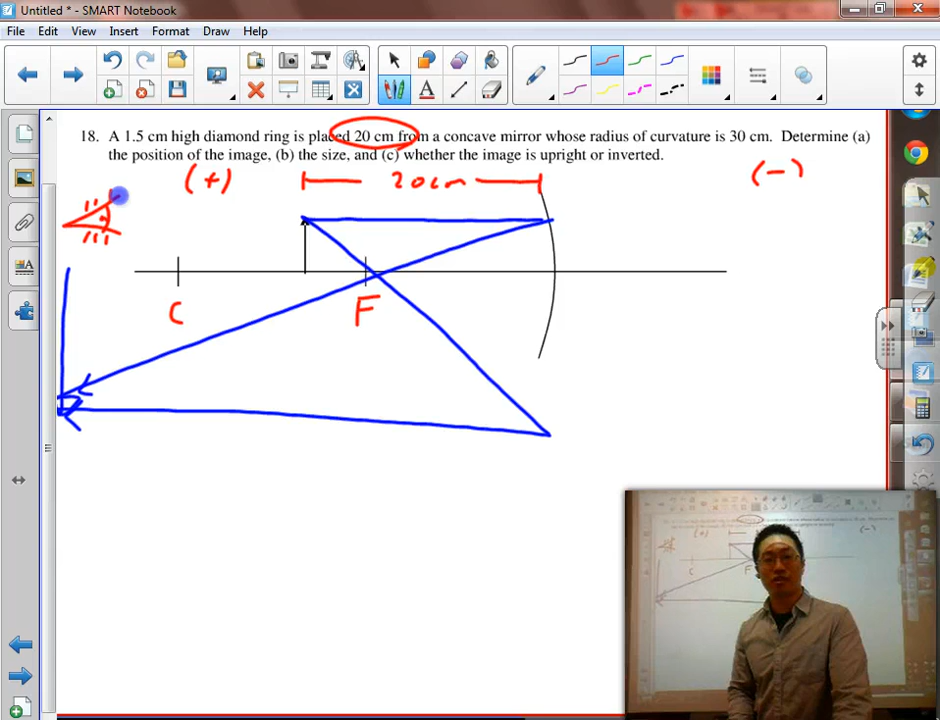 Untitled * - SMART Notebook
File Edit View Insert Format Draw Help
18. A 1.5 cm high diamond ring is placed 20 cm from a concave mirror whose radius of curvature is 30 cm. Determine (a)
the position of the image, (b) the size, and (c) whether the image is upright or inverted.
(+)
20cm
(-)
C
F